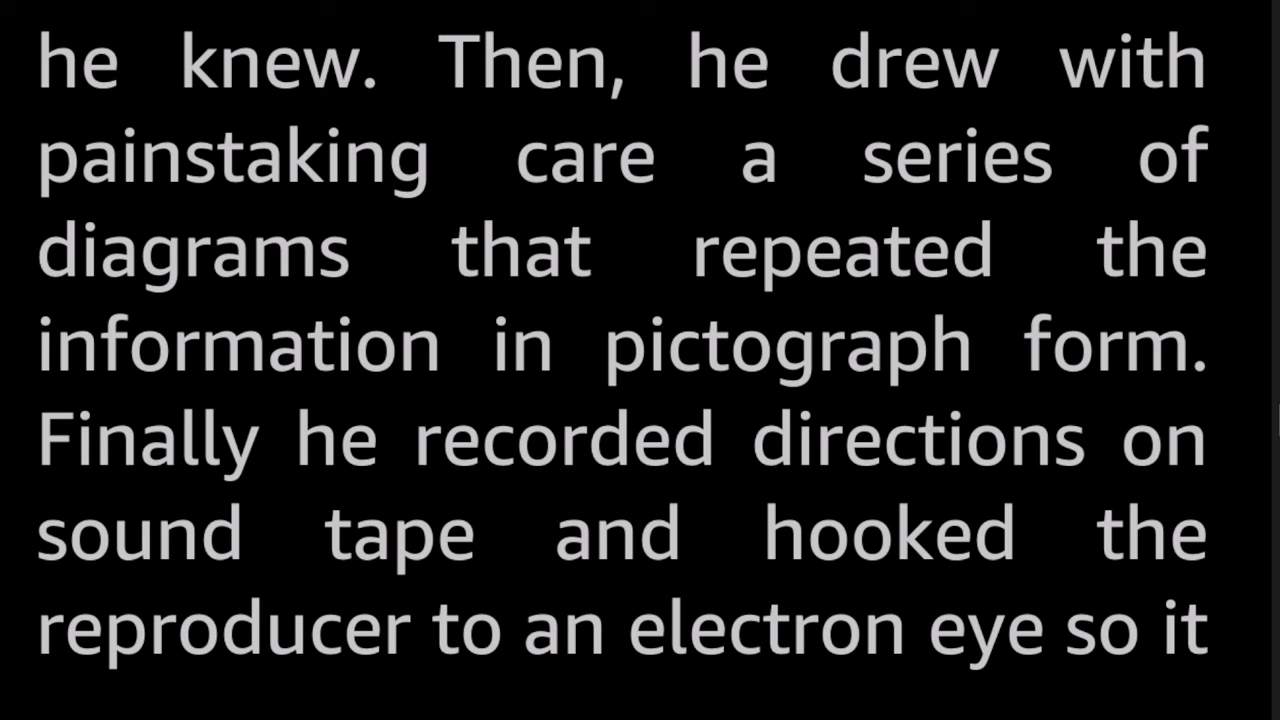 he knew. Then, he drew with
painstaking care a series of
diagrams that repeated the
information in pictograph form.
Finally he recorded directions on
sound tape and hooked the
reproducer to an electron eye so it